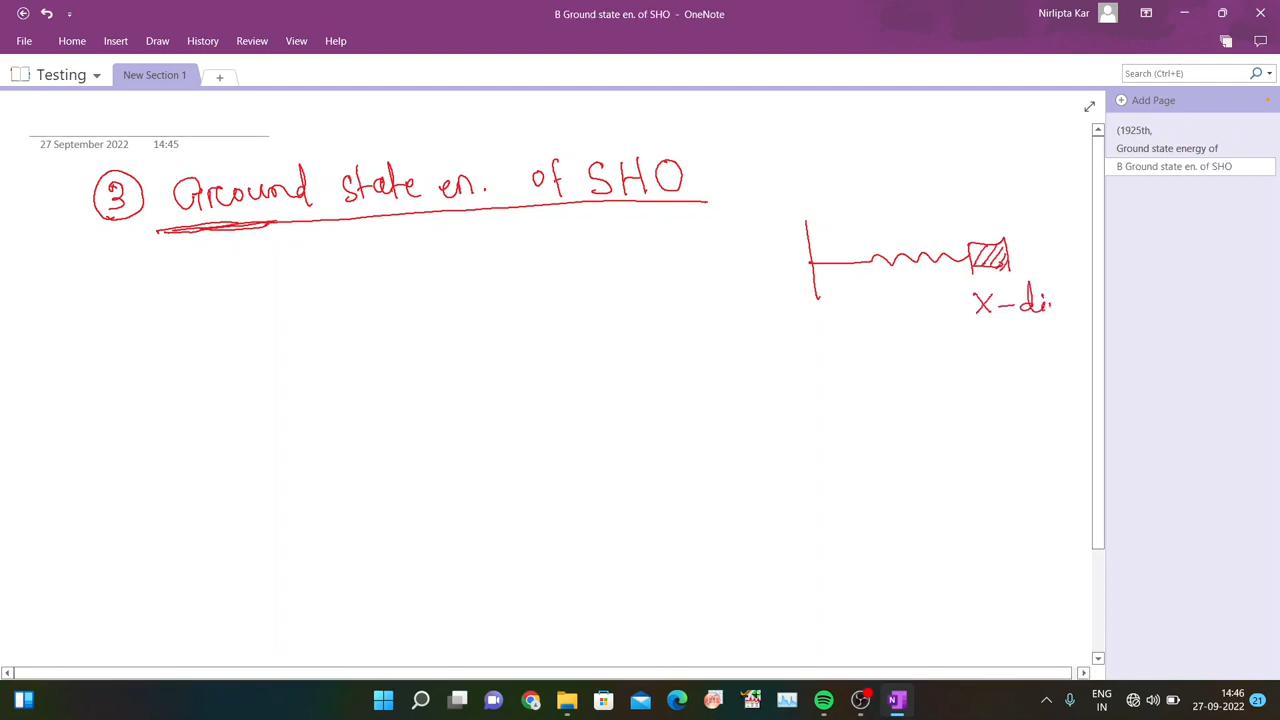 B Ground state en. of SHO - OneNote
Nirlipta Kar
File Home Insert Draw History Review View Help
Testing
New Section 1
Search (Ctrl+E)
Add Page
(1925th,
Ground state energy of
B Ground state en. of SHO
27 September 2022 14:45
3 Ground state en. of SHO
X-di
ENG
IN
14:46
27-09-2022
21